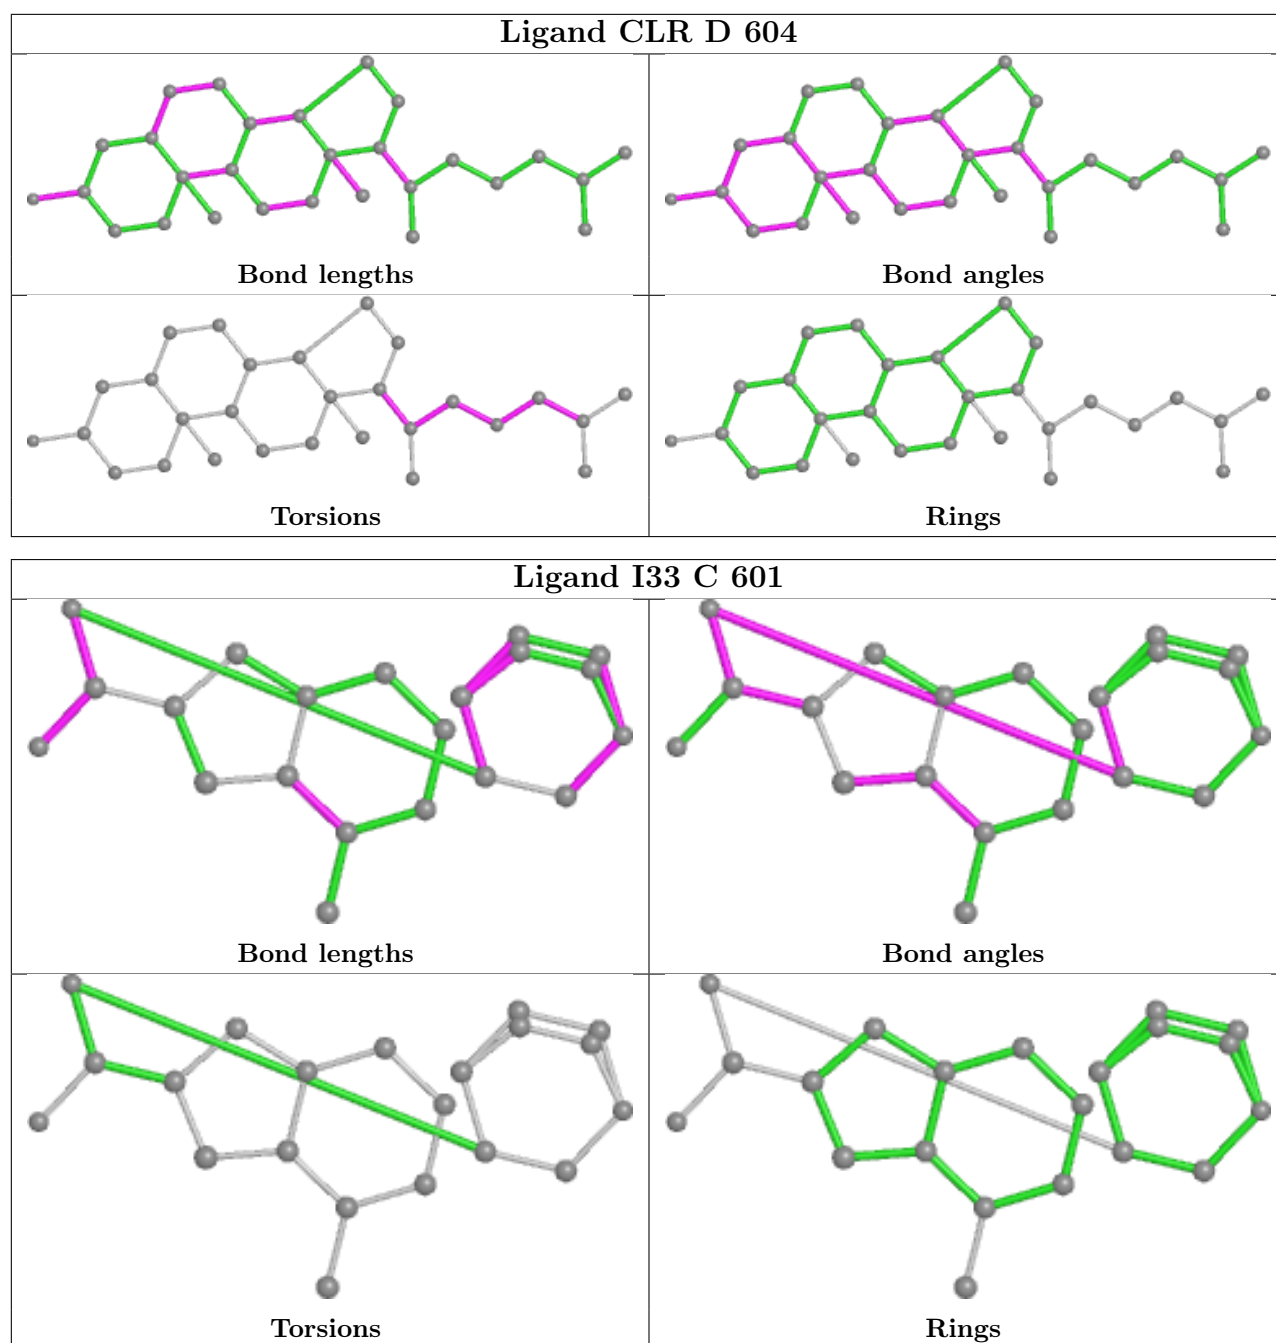 Ligand CLR D 604
Bond lengths
Bond angles
Torsions
Rings
Ligand I33 C 601
Bond lengths
Bond angles
Torsions
Rings